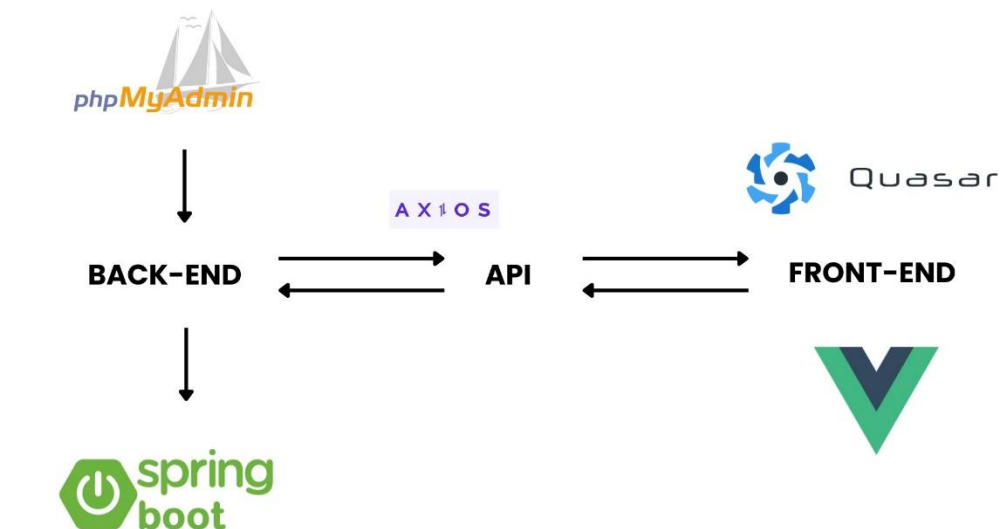 phpMyAdmin
Quasar
AXIOS
BACK-END
API
FRONT-END
spring
boot